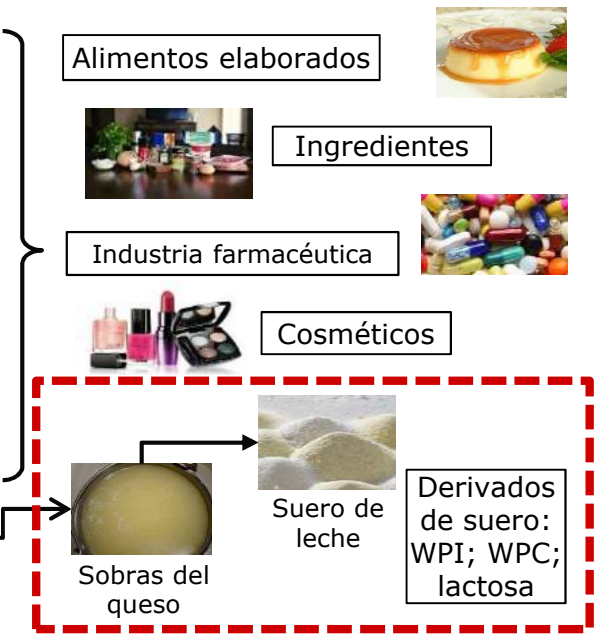 Alimentos elaborados
Ingredientes
Industria farmacéutica
Cosméticos
Suero de
leche
Derivados
de suero:
WPI; WPC;
lactosa
Sobras del
queso